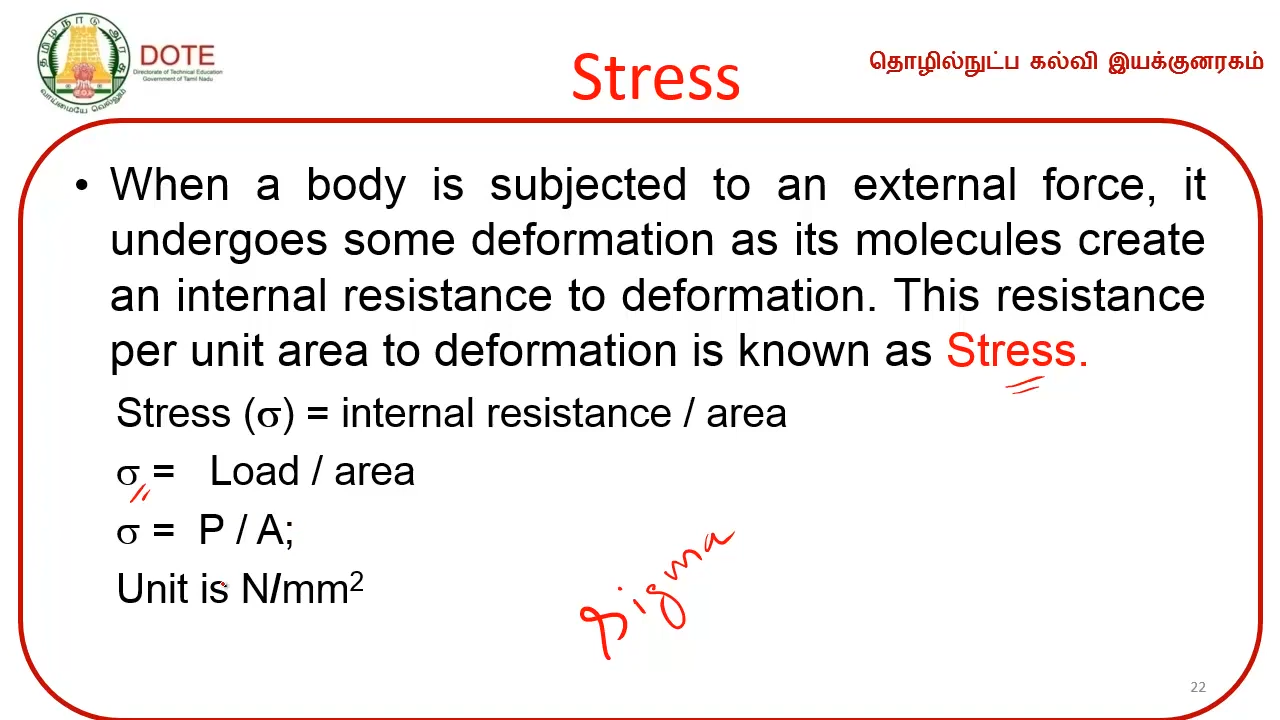 தமிழ்நாடு அரசு
வாய்மையே வெல்லும்
DOTE
Directorate of Technical Education
Government of Tamil Nadu
Stress
தொழில்நுட்ப கல்வி இயக்குனரகம்
• When a body is subjected to an external force, it
undergoes some deformation as its molecules create
an internal resistance to deformation. This resistance
per unit area to deformation is known as Stress.
Stress (σ) = internal resistance / area
σ = Load / area
σ = P / A;
Unit is N/mm²
sigma
22